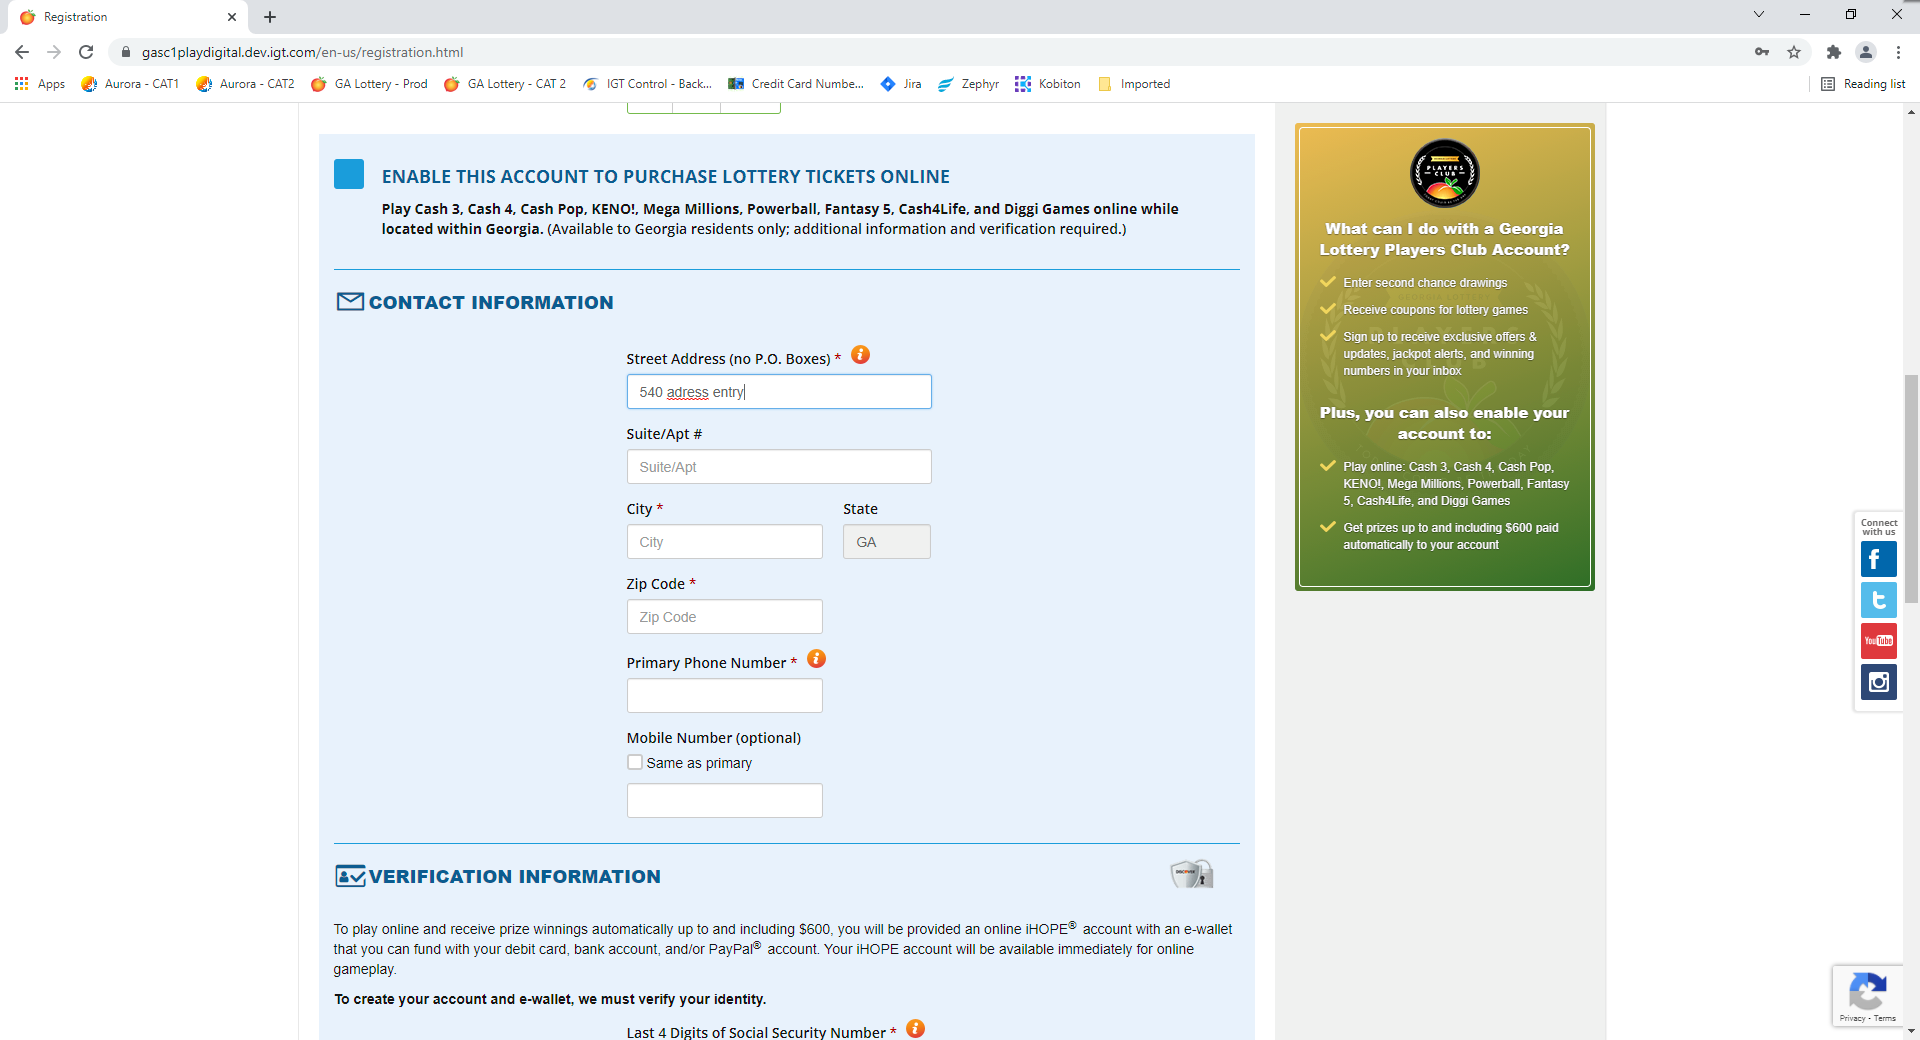 Registration
gasc1playdigital.dev.igt.com/en-us/registration.html
Apps
Aurora - CAT1
Aurora - CAT2
GA Lottery - Prod
GA Lottery - CAT 2
IGT Control - Back...
Credit Card Numbe...
Jira
Zephyr
Kobiton
Imported
Reading list
ENABLE THIS ACCOUNT TO PURCHASE LOTTERY TICKETS ONLINE
Play Cash 3, Cash 4, Cash Pop, KENO!, Mega Millions, Powerball, Fantasy 5, Cash4Life, and Diggi Games online while
located within Georgia. (Available to Georgia residents only; additional information and verification required.)
CONTACT INFORMATION
Street Address (no P.O. Boxes) *
540 adress entry
Suite/Apt #
Suite/Apt
City *
State
City
GA
Zip Code *
Zip Code
Primary Phone Number *
Mobile Number (optional)
Same as primary
VERIFICATION INFORMATION
To play online and receive prize winnings automatically up to and including $600, you will be provided an online iHOPE® account with an e-wallet
that you can fund with your debit card, bank account, and/or PayPal® account. Your iHOPE account will be available immediately for online
gameplay.
To create your account and e-wallet, we must verify your identity.
Last 4 Digits of Social Security Number *
PLAYERS
CLUB
What can I do with a Georgia
Lottery Players Club Account?
Enter second chance drawings
Receive coupons for lottery games
Sign up to receive exclusive offers &
updates, jackpot alerts, and winning
numbers in your inbox
Plus, you can also enable your
account to:
Play online: Cash 3, Cash 4, Cash Pop,
KENO!, Mega Millions, Powerball, Fantasy
5, Cash4Life, and Diggi Games
Get prizes up to and including $600 paid
automatically to your account
Connect
with us
YouTube
Privacy - Terms